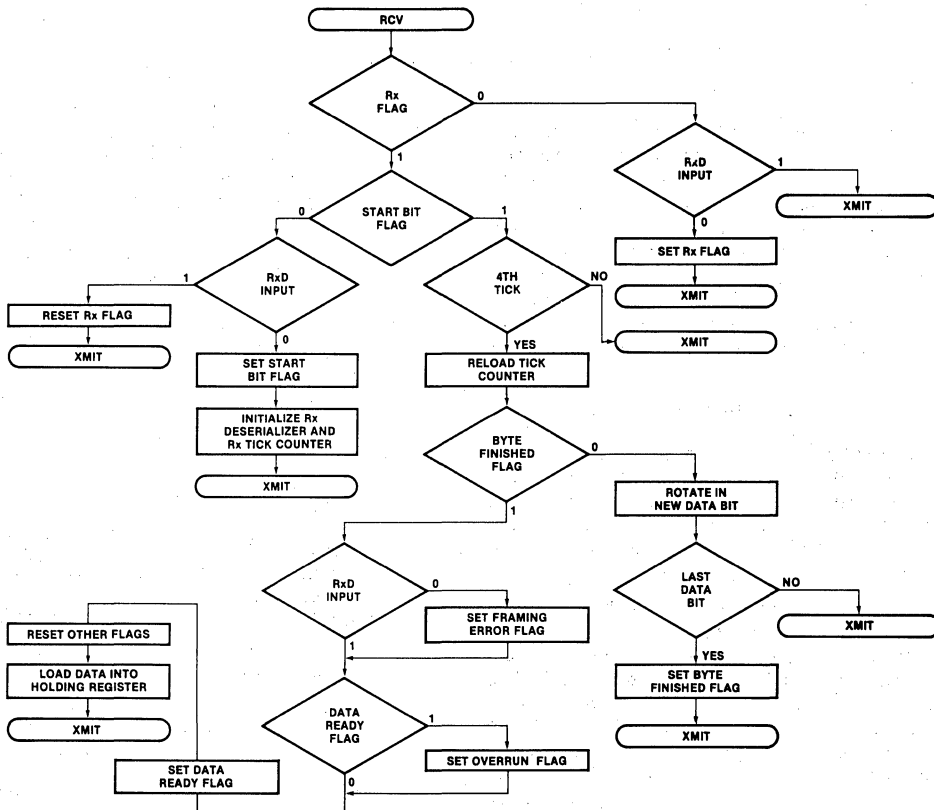 RCV
Rx
FLAG
0
1
RxD
INPUT
1
XMIT
0
SET Rx FLAG
XMIT
START BIT
FLAG
0
1
RxD
INPUT
1
RESET Rx FLAG
XMIT
0
SET START
BIT FLAG
INITIALIZE Rx
DESERIALIZER AND
Rx TICK COUNTER
XMIT
4TH
TICK
NO
XMIT
YES
RELOAD TICK
COUNTER
BYTE
FINISHED
FLAG
0
1
ROTATE IN
NEW DATA BIT
LAST
DATA
BIT
NO
XMIT
YES
SET BYTE
FINISHED FLAG
XMIT
RxD
INPUT
0
SET FRAMING
ERROR FLAG
1
DATA
READY
FLAG
1
SET OVERRUN FLAG
0
SET DATA
READY FLAG
RESET OTHER FLAGS
LOAD DATA INTO
HOLDING REGISTER
XMIT